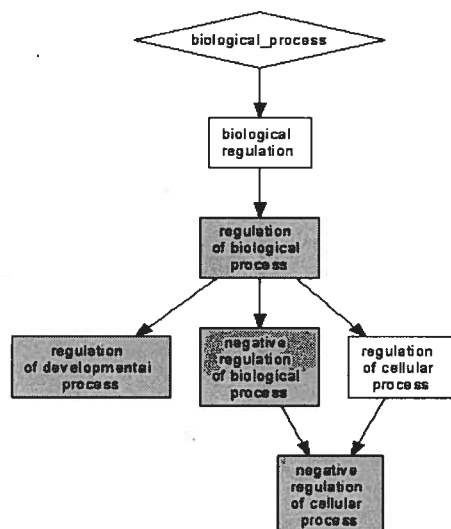 biological_process
biological
regulation
regulation
of biological
process
regulation
of developmental
process
negative
regulation
of biological
process
regulation
of cellular
process
negative
regulation
of cellular
process